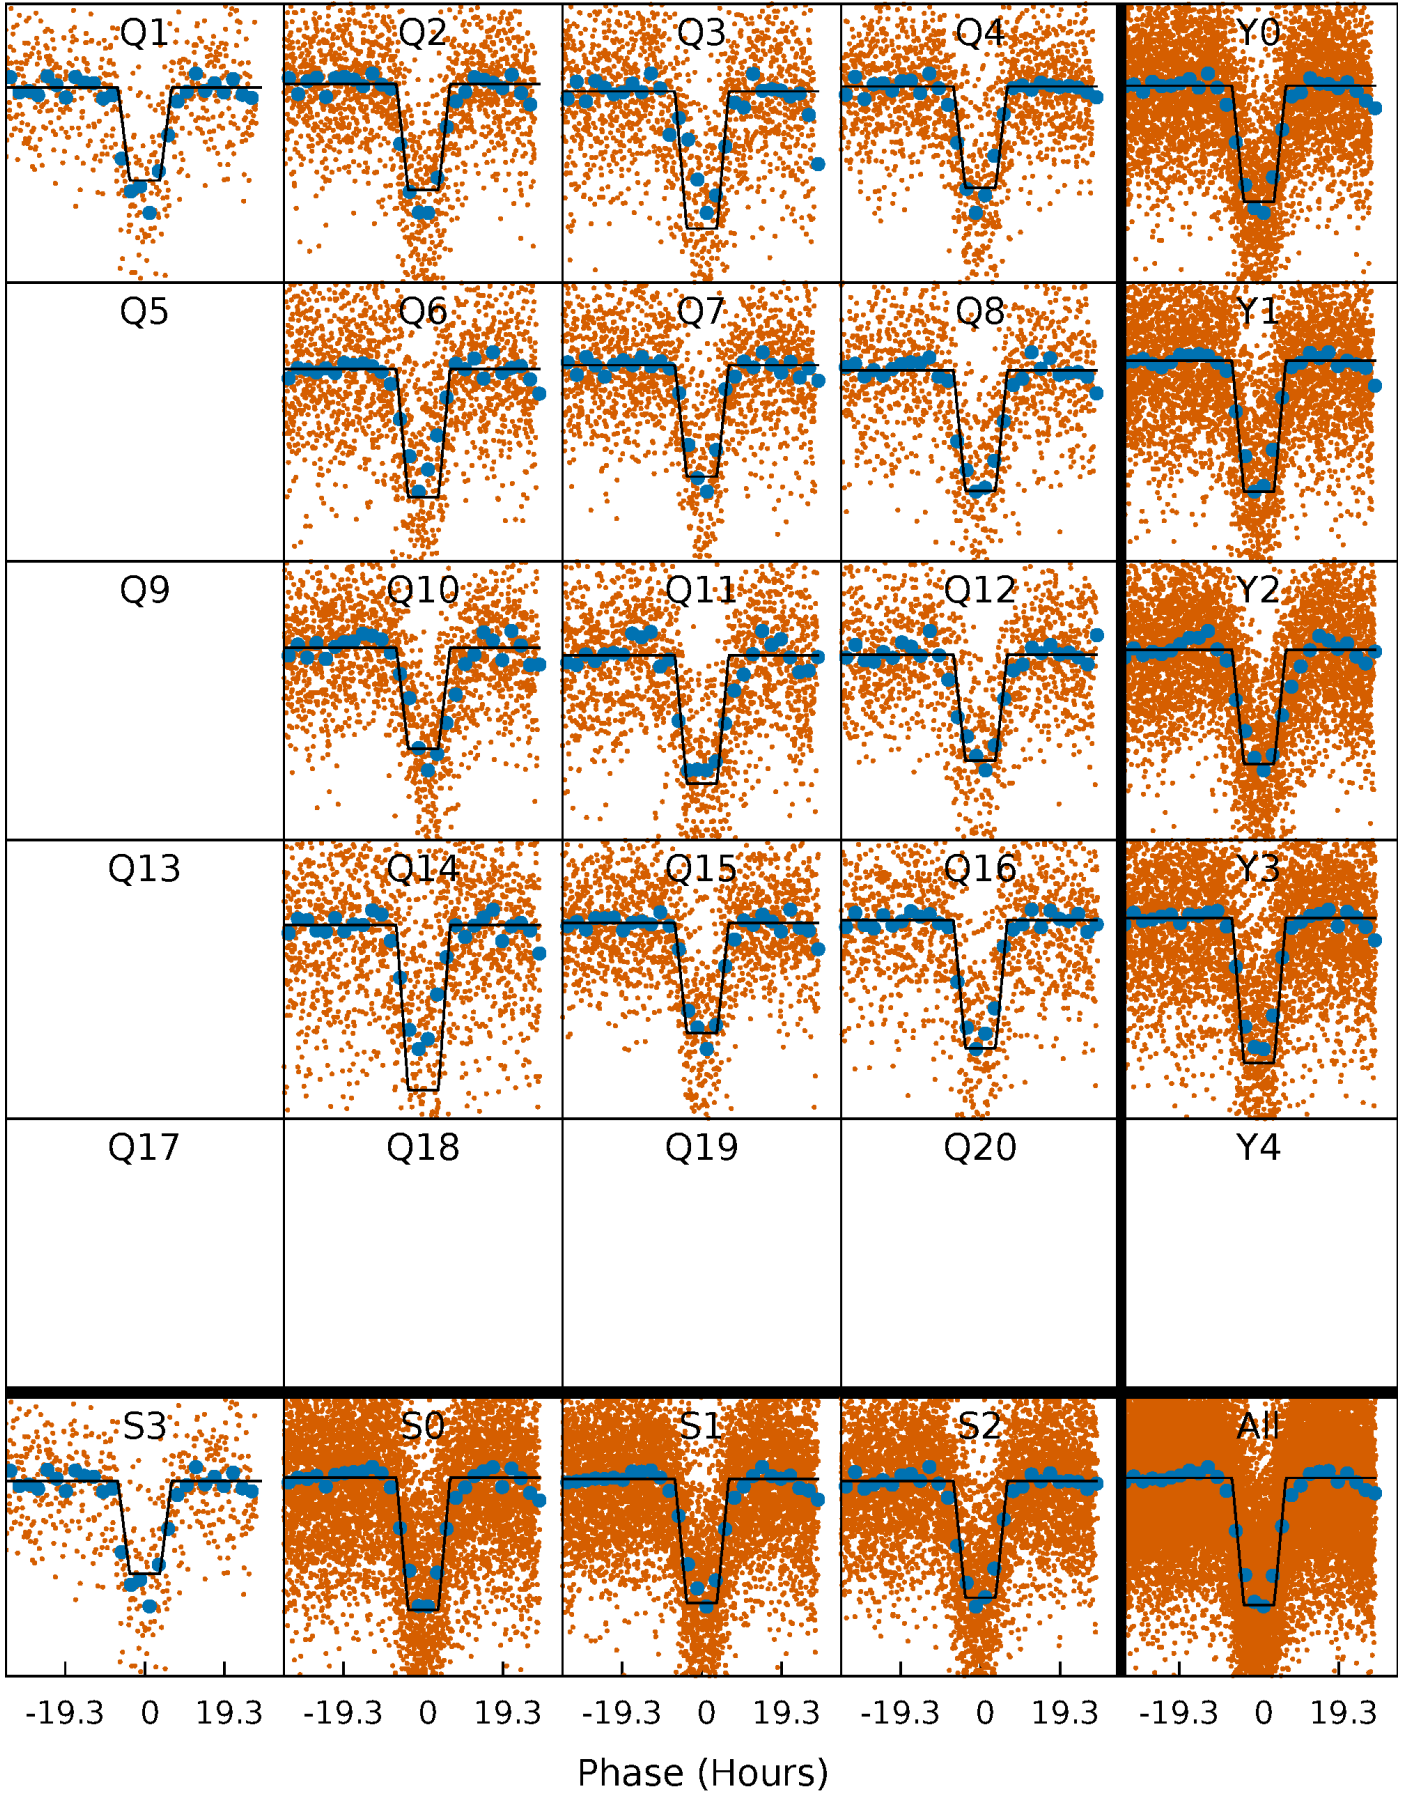 Q1 Q2 Q3 Q4 Y0
Q5 Q6 Q7 Q8 Y1
Q9 Q10 Q11 Q12 Y2
Q13 Q14 Q15 Q16 Y3
Q17 Q18 Q19 Q20 Y4
S3 S0 S1 S2 All
-19.3 0 19.3 -19.3 0 19.3 -19.3 0 19.3 -19.3 0 19.3 -19.3 0 19.3
Phase (Hours)